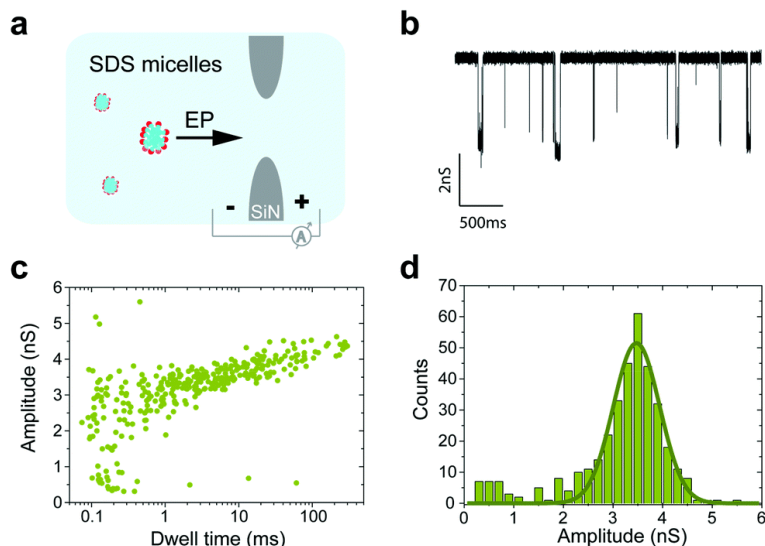 a
SDS micelles
EP
-
SiN
+
A
b
2nS
500ms
c
Amplitude (nS)
6
5
4
3
2
1
0
0.1
1
10
100
Dwell time (ms)
d
Counts
70
60
50
40
30
20
10
0
0
1
2
3
4
5
6
Amplitude (nS)